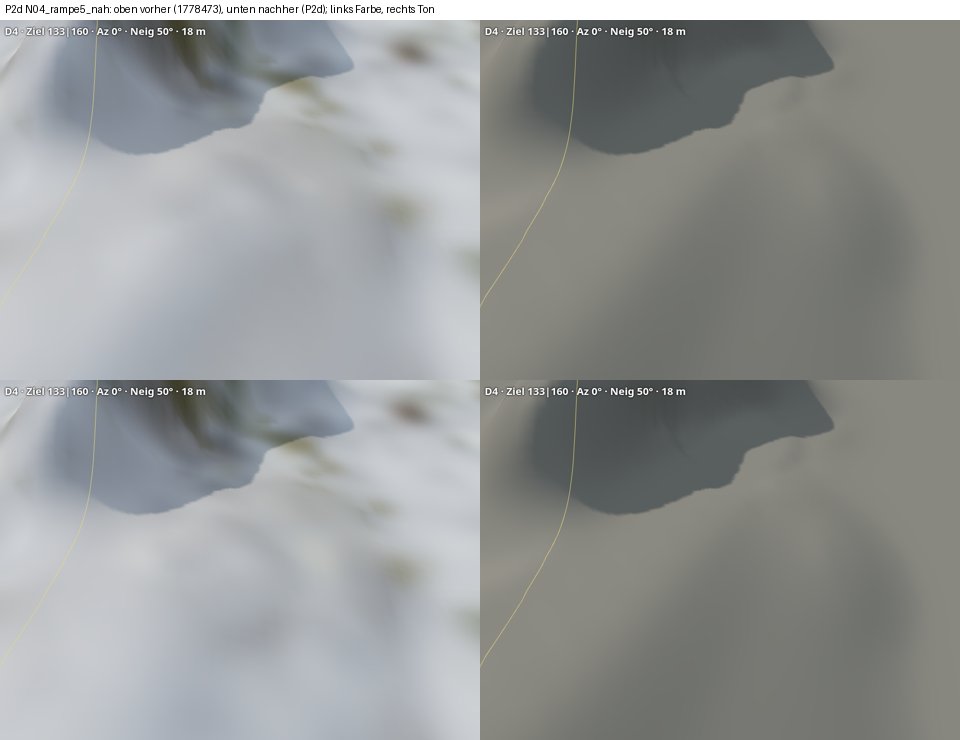 P2d N04_rampe5_nah: oben vorher (1778473), unten nachher (P2d); links Farbe, rechts Ton
D4 · Ziel 133|160 · Az 0° · Neig 50° · 18 m
D4 · Ziel 133|160 · Az 0° · Neig 50° · 18 m
D4 · Ziel 133|160 · Az 0° · Neig 50° · 18 m
D4 · Ziel 133|160 · Az 0° · Neig 50° · 18 m